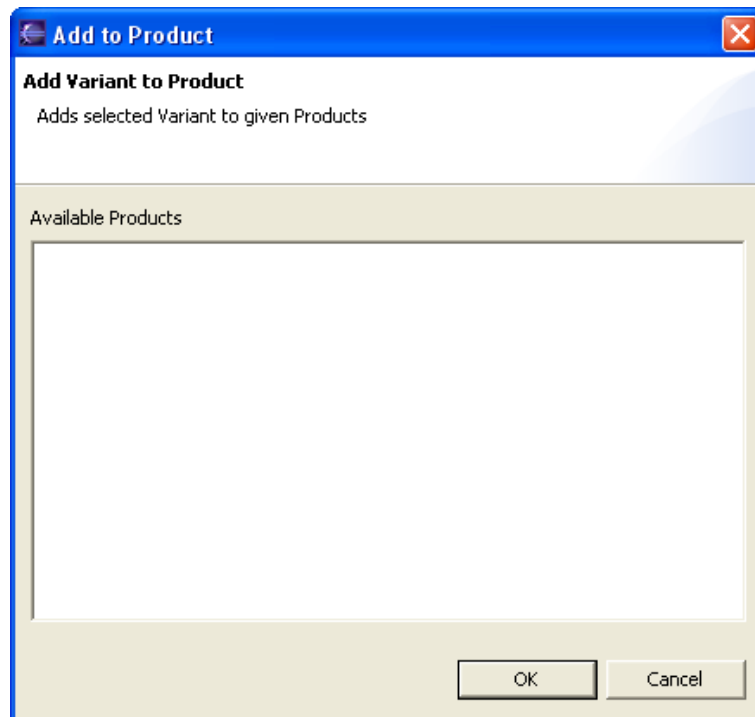 Add to Product
Add Variant to Product
Adds selected Variant to given Products
Available Products
OK
Cancel